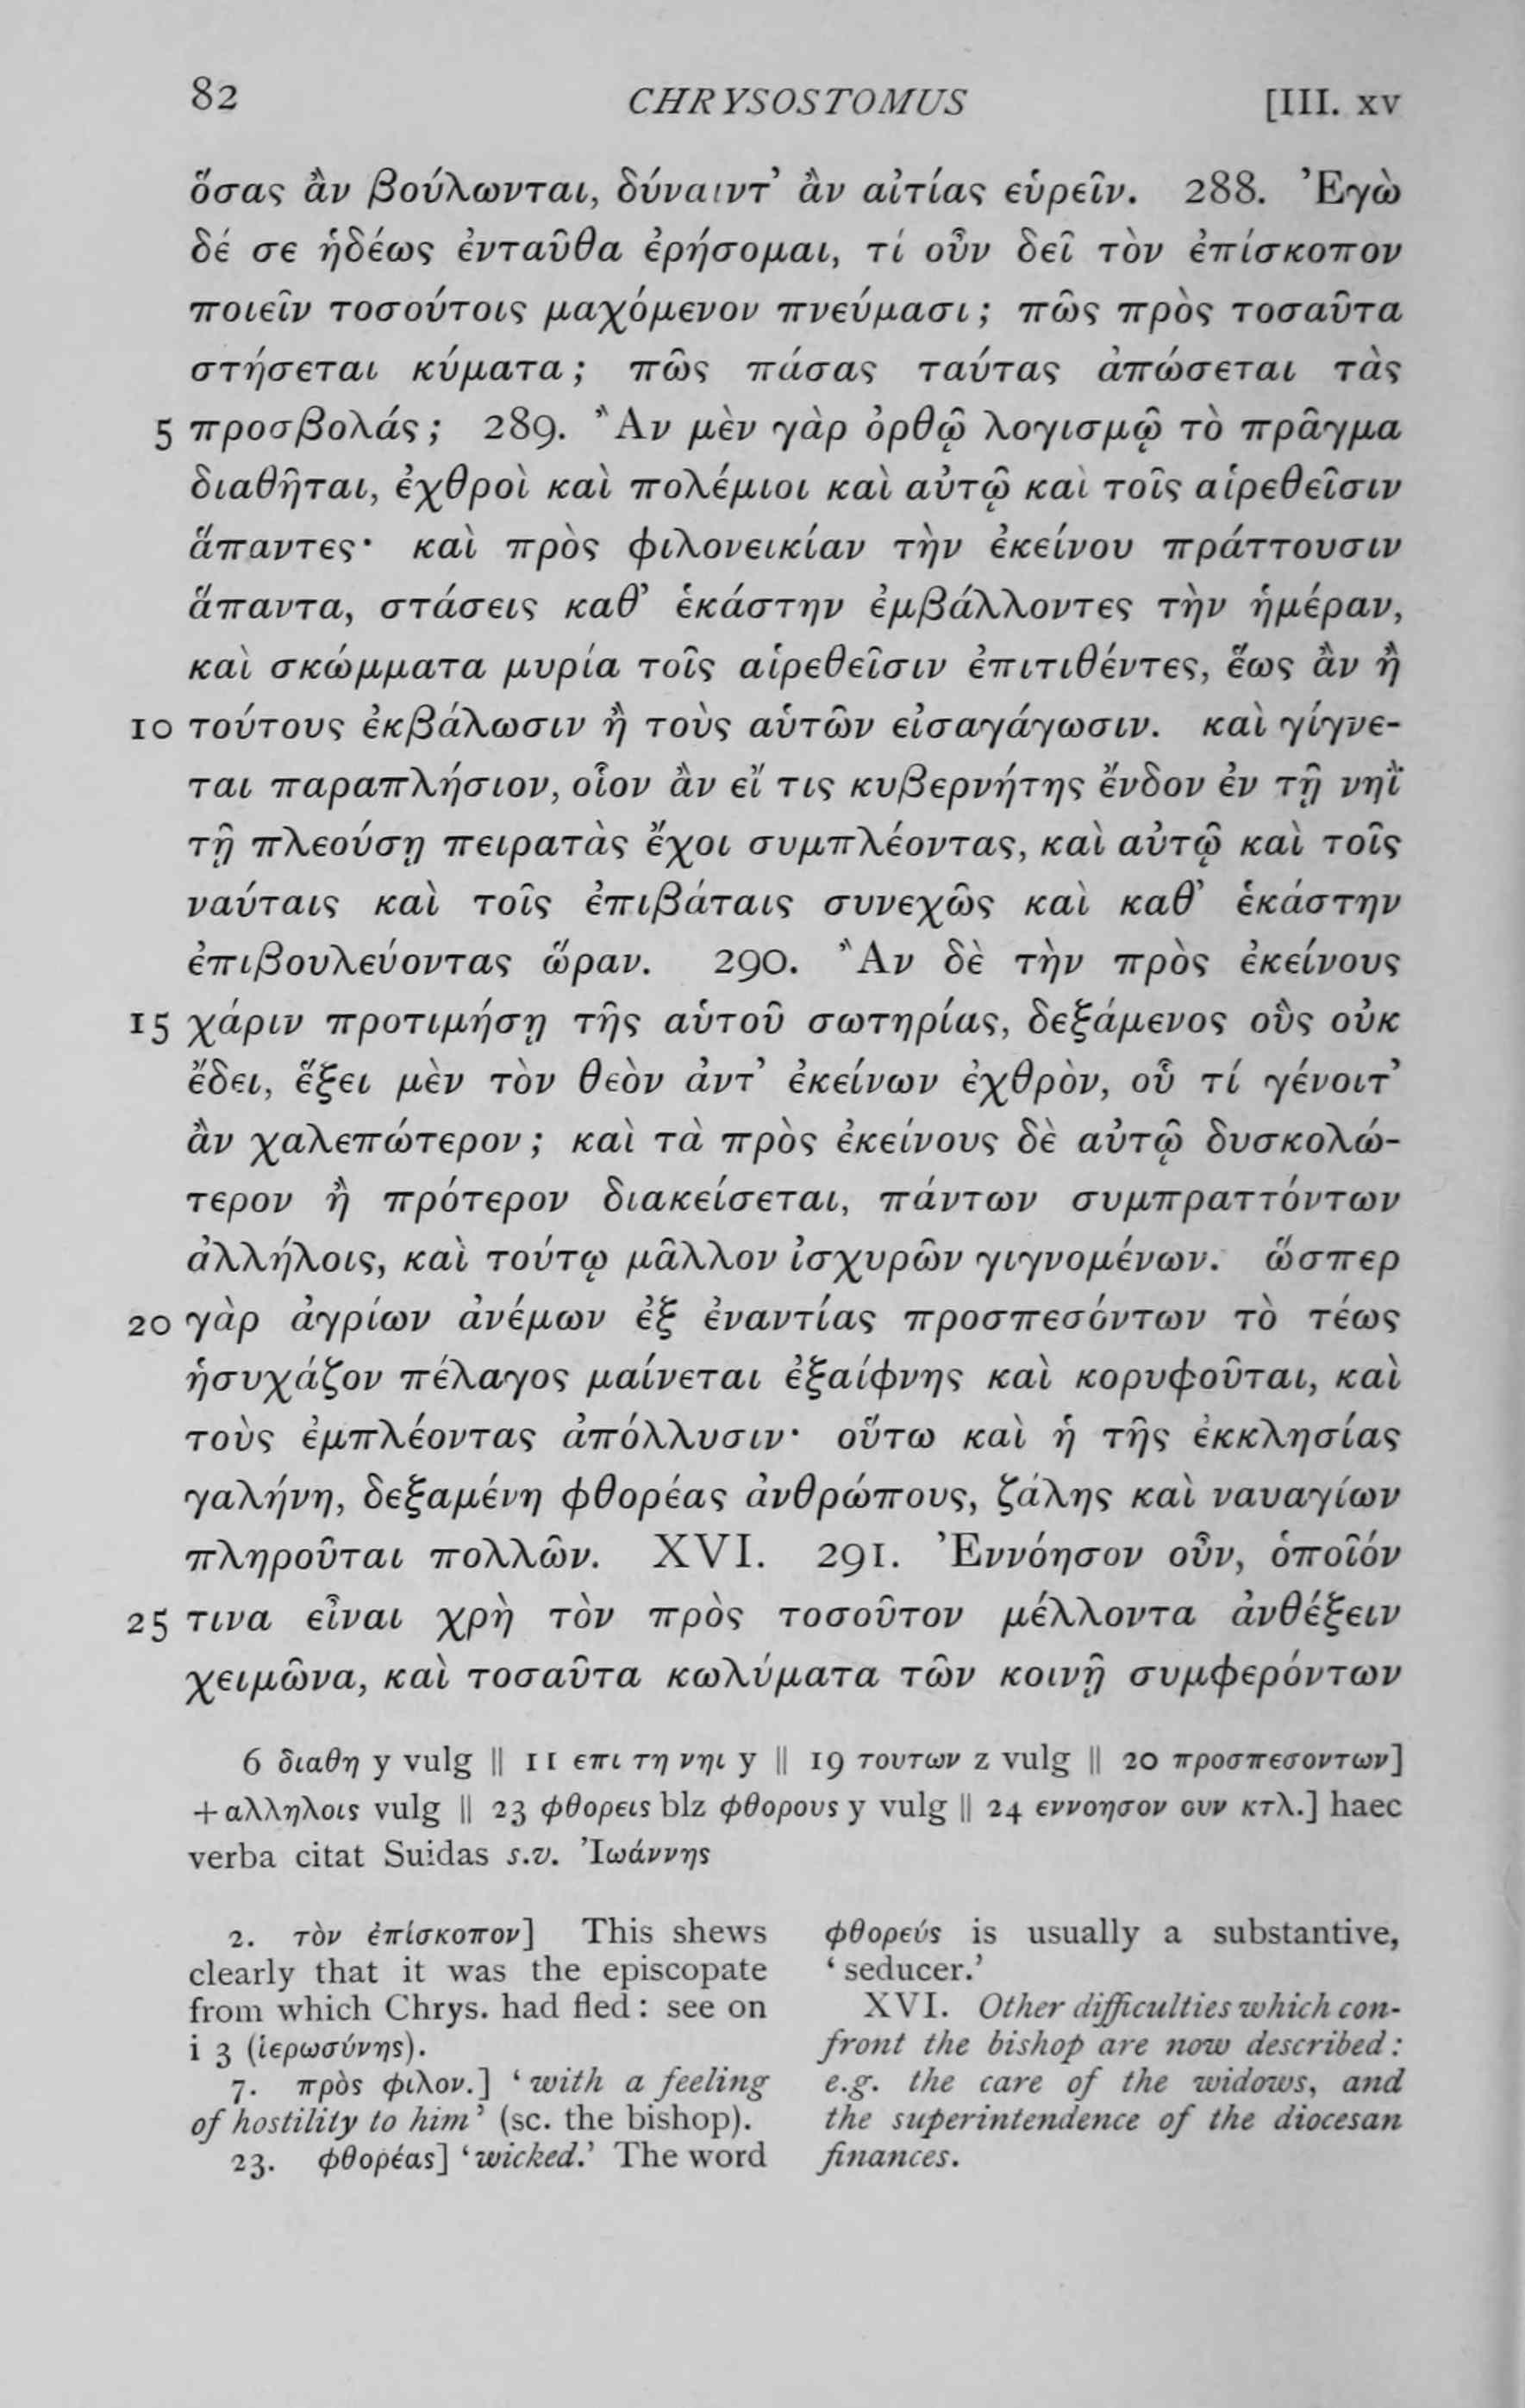 82 CHRYSOSTOMUS [III. xv
ὅσας ἂν βούλωνται, δύναιντ’ ἂν αἰτίας εὑρεῖν. 288. Ἐγὼ
δέ σε ἡδέως ἐνταῦθα ἐρήσομαι, τί οὖν δεῖ τὸν ἐπίσκοπον
ποιεῖν τοσούτοις μαχόμενον πνεύμασι; πῶς πρὸς τοσαῦτα
στήσεται κύματα; πῶς πάσας ταύτας ἀπώσεται τὰς
5 προσβολάς; 289. Ἂν μὲν γὰρ ὀρθῷ λογισμῷ τὸ πρᾶγμα
διαθῆται, ἐχθροὶ καὶ πολέμιοι καὶ αὐτῷ καὶ τοῖς αἱρεθεῖσιν
ἅπαντες· καὶ πρὸς φιλονεικίαν τὴν ἐκείνου πράττουσιν
ἅπαντα, στάσεις καθ’ ἑκάστην ἐμβάλλοντες τὴν ἡμέραν,
καὶ σκώμματα μυρία τοῖς αἱρεθεῖσιν ἐπιτιθέντες, ἕως ἂν ἢ
10 τούτους ἐκβάλωσιν ἢ τοὺς αὑτῶν εἰσαγάγωσιν. καὶ γίγνε-
ται παραπλήσιον, οἷον ἂν εἴ τις κυβερνήτης ἔνδον ἐν τῇ νηῒ
τῇ πλεούσῃ πειρατὰς ἔχοι συμπλέοντας, καὶ αὐτῷ καὶ τοῖς
ναύταις καὶ τοῖς ἐπιβάταις συνεχῶς καὶ καθ’ ἑκάστην
ἐπιβουλεύοντας ὥραν. 290. Ἂν δὲ τὴν πρὸς ἐκείνους
15 χάριν προτιμήσῃ τῆς αὑτοῦ σωτηρίας, δεξάμενος οὓς οὐκ
ἔδει, ἕξει μὲν τὸν θεὸν ἀντ’ ἐκείνων ἐχθρὸν, οὗ τί γένοιτ’
ἂν χαλεπώτερον; καὶ τὰ πρὸς ἐκείνους δὲ αὐτῷ δυσκολώ-
τερον ἢ πρότερον διακείσεται, πάντων συμπραττόντων
ἀλλήλοις, καὶ τούτῳ μᾶλλον ἰσχυρῶν γιγνομένων. ὥσπερ
20 γὰρ ἀγρίων ἀνέμων ἐξ ἐναντίας προσπεσόντων τὸ τέως
ἡσυχάζον πέλαγος μαίνεται ἐξαίφνης καὶ κορυφοῦται, καὶ
τοὺς ἐμπλέοντας ἀπόλλυσιν· οὕτω καὶ ἡ τῆς ἐκκλησίας
γαλήνη, δεξαμένη φθορέας ἀνθρώπους, ζάλης καὶ ναυαγίων
πληροῦται πολλῶν. XVI. 291. Ἐννόησον οὖν, ὁποῖόν
25 τινα εἶναι χρὴ τὸν πρὸς τοσοῦτον μέλλοντα ἀνθέξειν
χειμῶνα, καὶ τοσαῦτα κωλύματα τῶν κοινῇ συμφερόντων
6 διαθη y vulg || 11 επι τη νηι y || 19 τουτων z vulg || 20 προσπεσοντων]
+αλληλοις vulg || 23 φθορεις blz φθορους y vulg || 24 εννοησον ουν κτλ.] haec
verba citat Suidas s.v. Ἰωάννης
2. τὸν ἐπίσκοπον] This shews
clearly that it was the episcopate
from which Chrys. had fled: see on
i 3 (ἱερωσύνης).
7. πρὸς φιλον.] ‘with a feeling
of hostility to him’ (sc. the bishop).
23. φθορέας] ‘wicked.’ The word
φθορεύς is usually a substantive,
‘seducer.’
XVI. Other difficulties which con-
front the bishop are now described:
e.g. the care of the widows, and
the superintendence of the diocesan
finances.